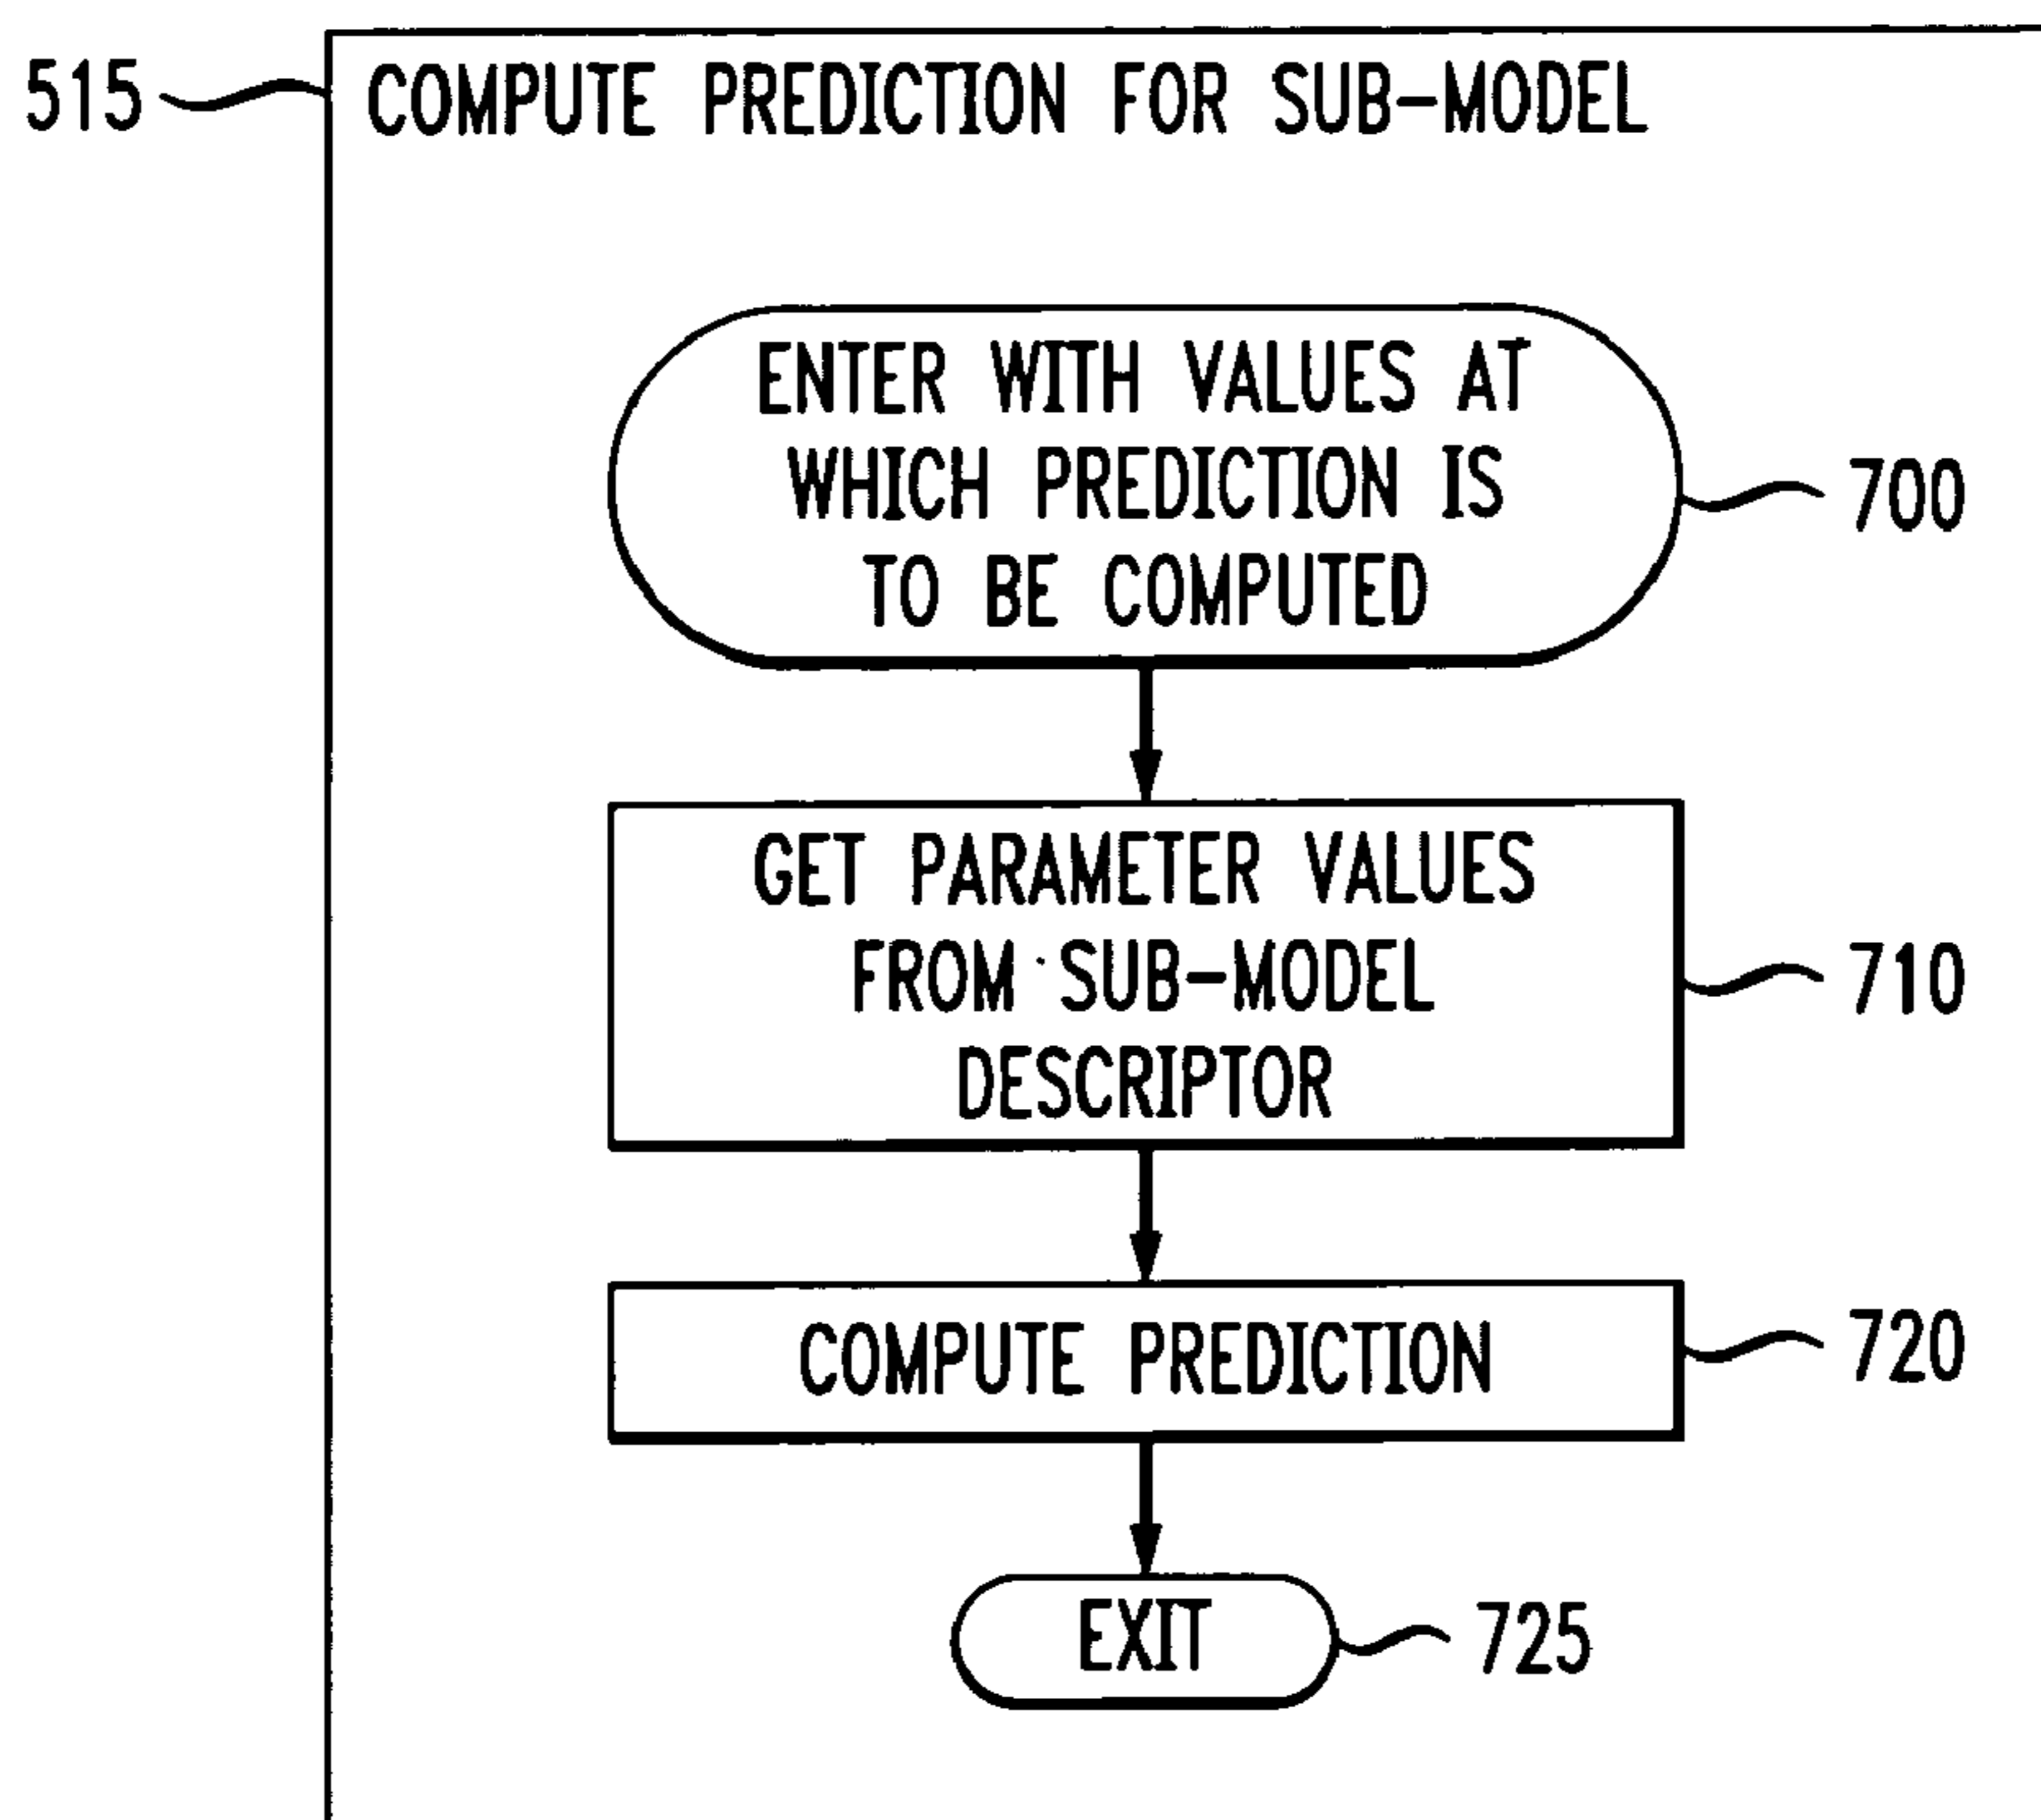 515
COMPUTE PREDICTION FOR SUB-MODEL
ENTER WITH VALUES AT
WHICH PREDICTION IS
TO BE COMPUTED
700
GET PARAMETER VALUES
FROM SUB-MODEL
DESCRIPTOR
710
COMPUTE PREDICTION
720
EXIT
725